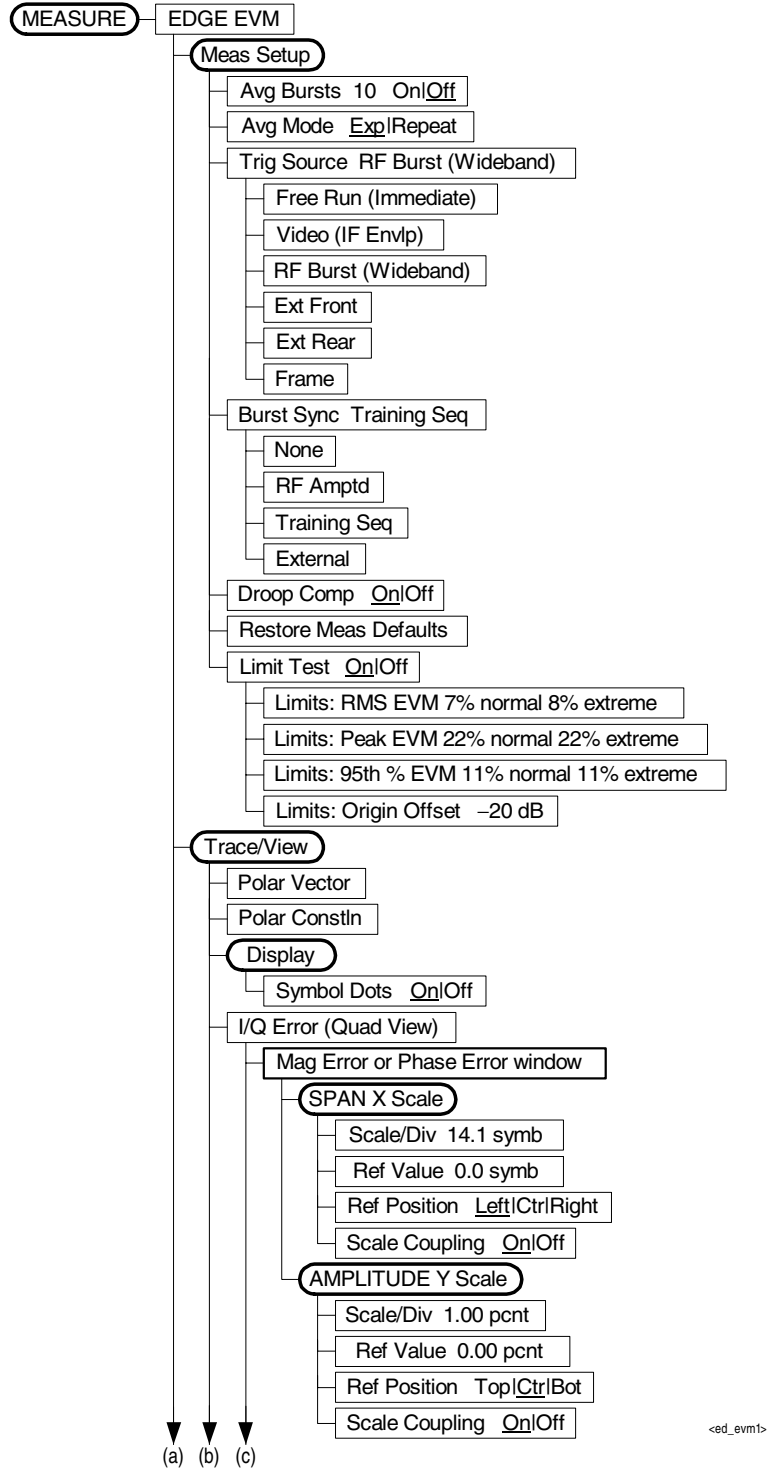 MEASURE EDGE EVM
Meas Setup
Avg Bursts 10 On|Off
Avg Mode Exp|Repeat
Trig Source RF Burst (Wideband)
Free Run (Immediate)
Video (IF Envlp)
RF Burst (Wideband)
Ext Front
Ext Rear
Frame
Burst Sync Training Seq
None
RF Amptd
Training Seq
External
Droop Comp On|Off
Restore Meas Defaults
Limit Test On|Off
Limits: RMS EVM 7% normal 8% extreme
Limits: Peak EVM 22% normal 22% extreme
Limits: 95th % EVM 11% normal 11% extreme
Limits: Origin Offset −20 dB
Trace/View
Polar Vector
Polar Constln
Display
Symbol Dots On|Off
I/Q Error (Quad View)
Mag Error or Phase Error window
SPAN X Scale
Scale/Div 14.1 symb
Ref Value 0.0 symb
Ref Position Left|Ctr|Right
Scale Coupling On|Off
AMPLITUDE Y Scale
Scale/Div 1.00 pcnt
Ref Value 0.00 pcnt
Ref Position Top|Ctr|Bot
Scale Coupling On|Off
<ed_evm1>
(a) (b) (c)